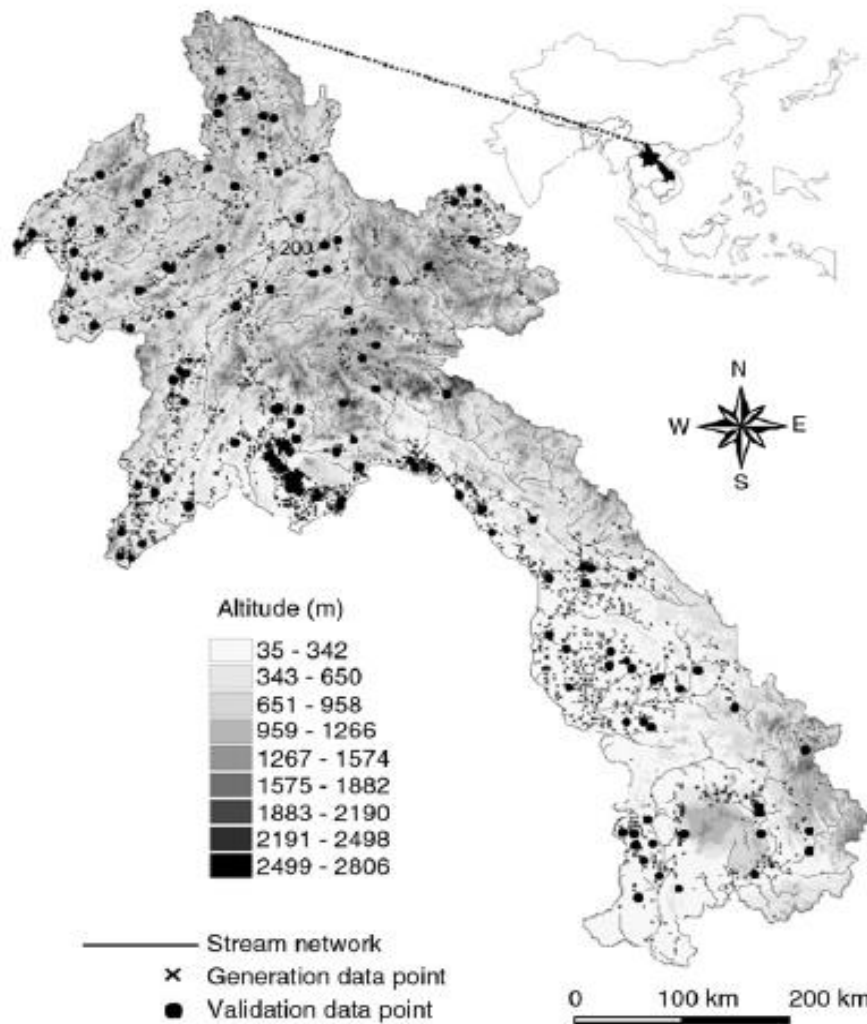 200
N
W E
S
Altitude (m)
35 - 342
343 - 650
651 - 958
959 - 1266
1267 - 1574
1575 - 1882
1883 - 2190
2191 - 2498
2499 - 2806
Stream network
Generation data point
Validation data point
0 100 km 200 km